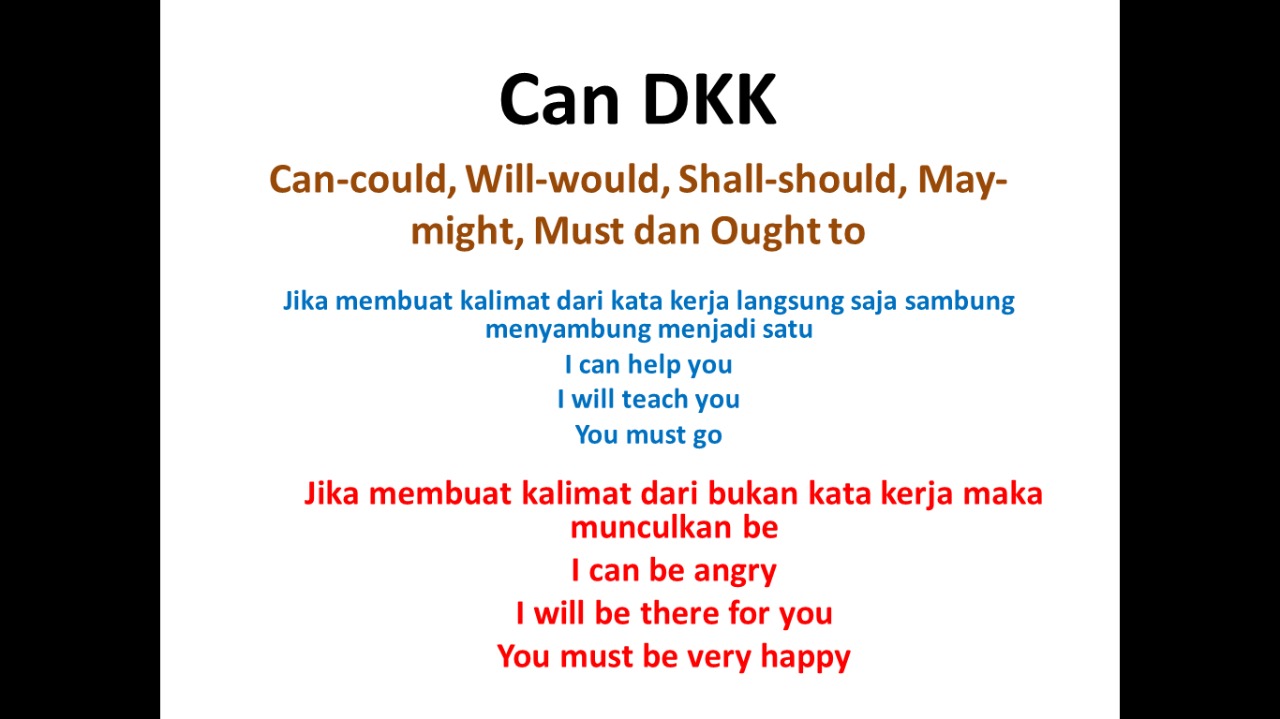 Can DKK
Can-could, Will-would, Shall-should, May-
might, Must dan Ought to
Jika membuat kalimat dari kata kerja langsung saja sambung
menyambung menjadi satu
I can help you
I will teach you
You must go
Jika membuat kalimat dari bukan kata kerja maka
munculkan be
I can be angry
I will be there for you
You must be very happy